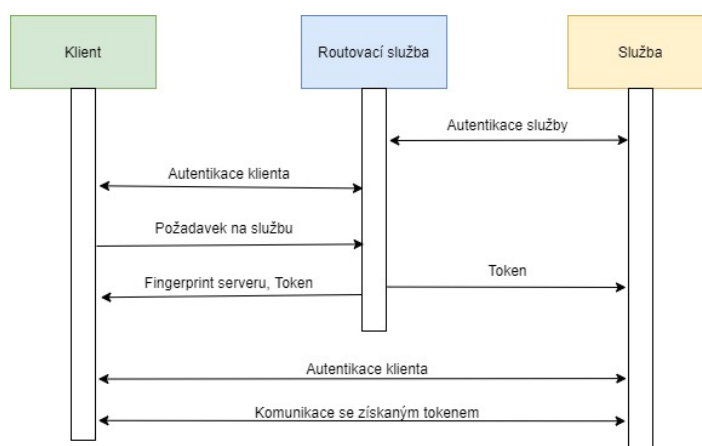 Klient
Routovací služba
Služba
Autentikace služby
Autentikace klienta
Požadavek na službu
Token
Fingerprint serveru, Token
Autentikace klienta
Komunikace se získaným tokenem